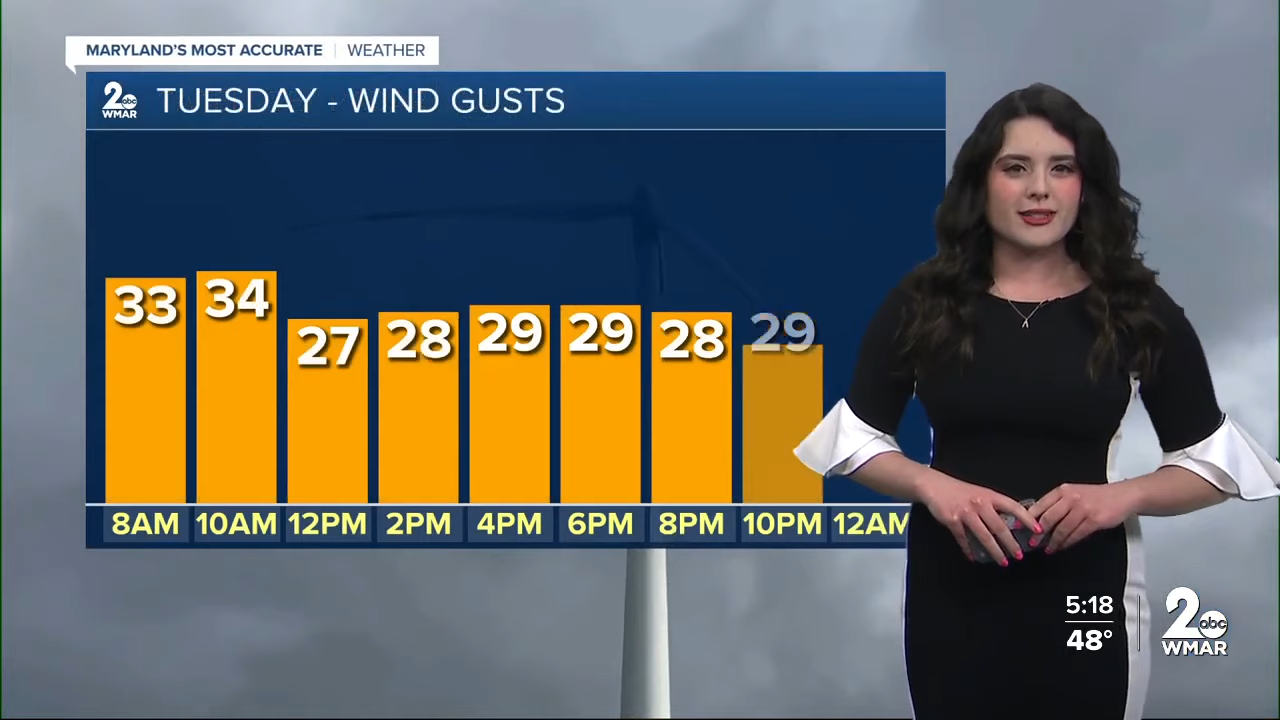 MARYLAND'S MOST ACCURATE | WEATHER
2 abc WMAR
TUESDAY - WIND GUSTS
33 34 27 28 29 29 28 29
8AM 10AM 12PM 2PM 4PM 6PM 8PM 10PM 12AM
5:18
48°
2 abc
WMAR
A